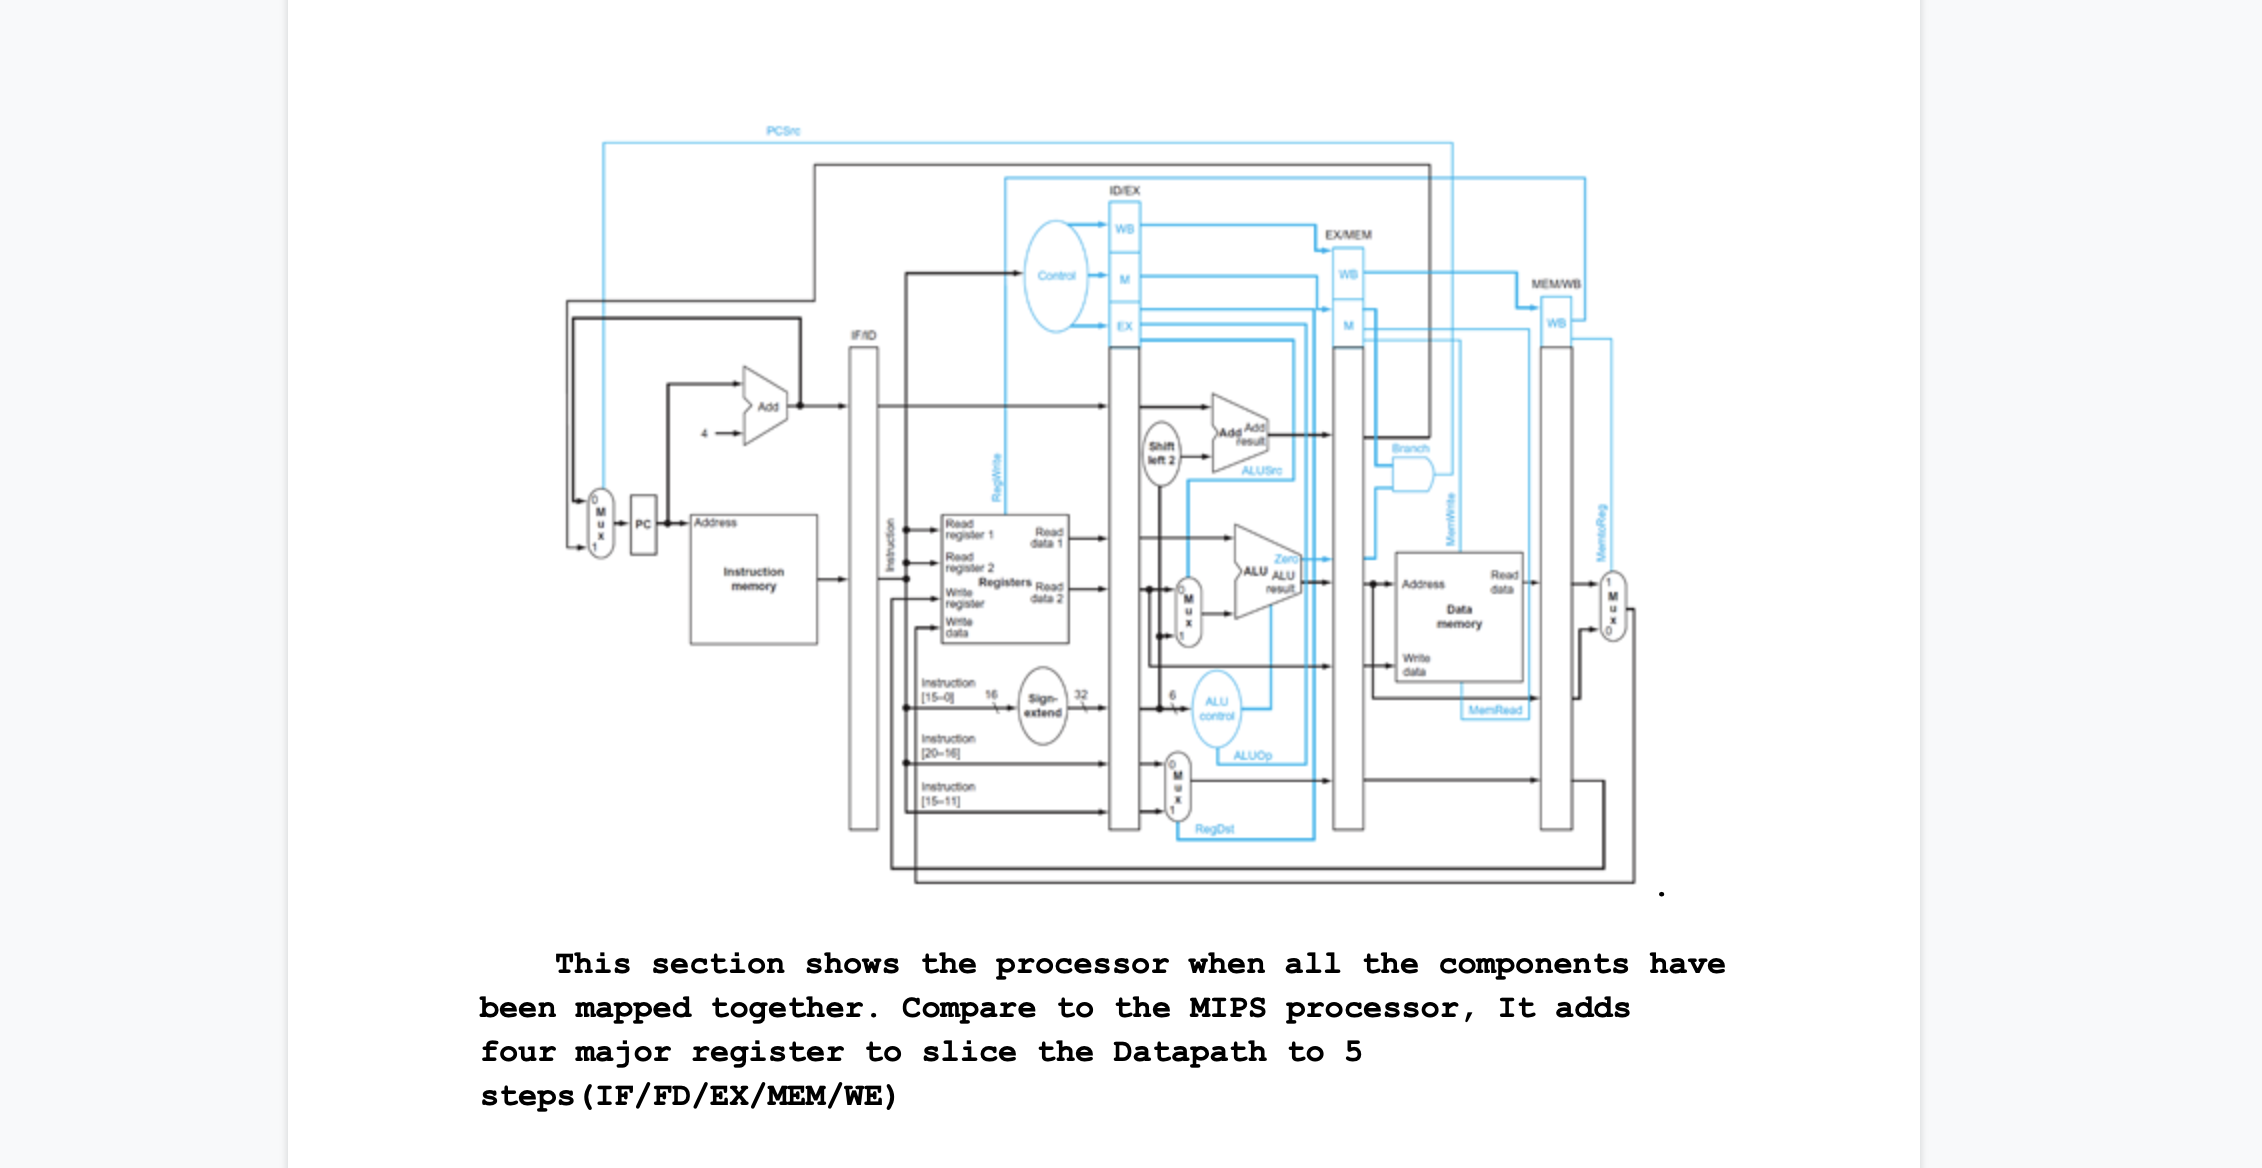 PCSrc
ID/EX
WB
EX/MEM
Control
M
WB
MEM/WB
EX
M
WB
IF/ID
Add
4
Add
Add
result
Shift
left 2
Branch
ALUSrc
RegWrite
MemWrite
MemtoReg
0
M
u
x
1
PC
Address
Instruction
memory
Instruction
Read
register 1
Read
data 1
Read
register 2
Registers
Read
data 2
Write
register
Write
data
0
M
u
x
1
Zero
ALU
ALU
result
Address
Read
data
Data
memory
Write
data
1
M
u
x
0
Instruction
[15–0]
16
Sign-
extend
32
6
ALU
control
MemRead
Instruction
[20–16]
ALUOp
0
M
u
x
1
Instruction
[15–11]
RegDst
.
This section shows the processor when all the components have
been mapped together. Compare to the MIPS processor, It adds
four major register to slice the Datapath to 5
steps(IF/FD/EX/MEM/WE)